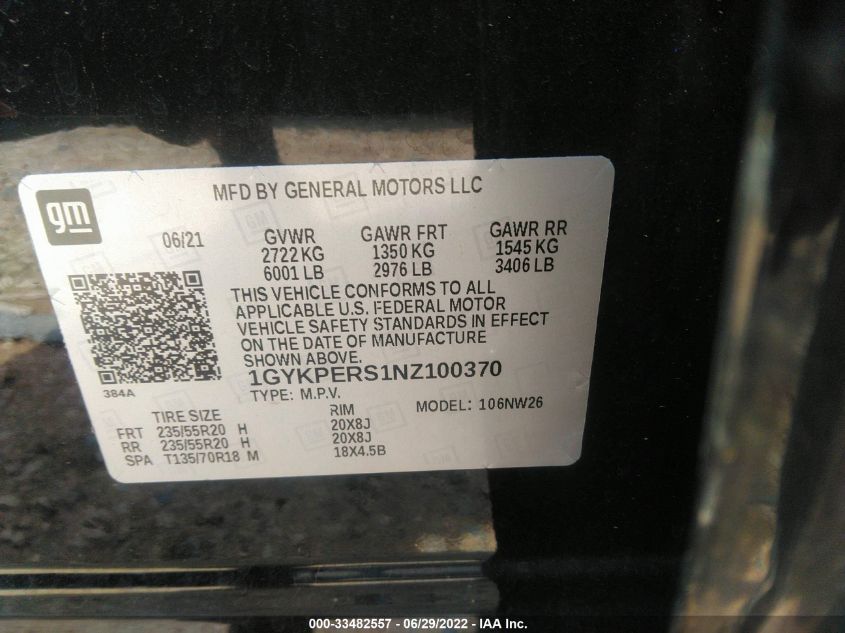 MFD BY GENERAL MOTORS LLC
gm
06/21 GVWR GAWR FRT GAWR RR
2722 KG 1350 KG 1545 KG
6001 LB 2976 LB 3406 LB
THIS VEHICLE CONFORMS TO ALL
APPLICABLE U.S. FEDERAL MOTOR
VEHICLE SAFETY STANDARDS IN EFFECT
ON THE DATE OF MANUFACTURE
SHOWN ABOVE.
1GYKPERS1NZ100370
384A
TYPE: M.P.V. MODEL: 106NW26
TIRE SIZE RIM
FRT 235/55R20 H 20X8J
RR 235/55R20 H 20X8J
SPA T135/70R18 M 18X4.5B
000-33482557 / 06/29/2022 - IAA Inc.